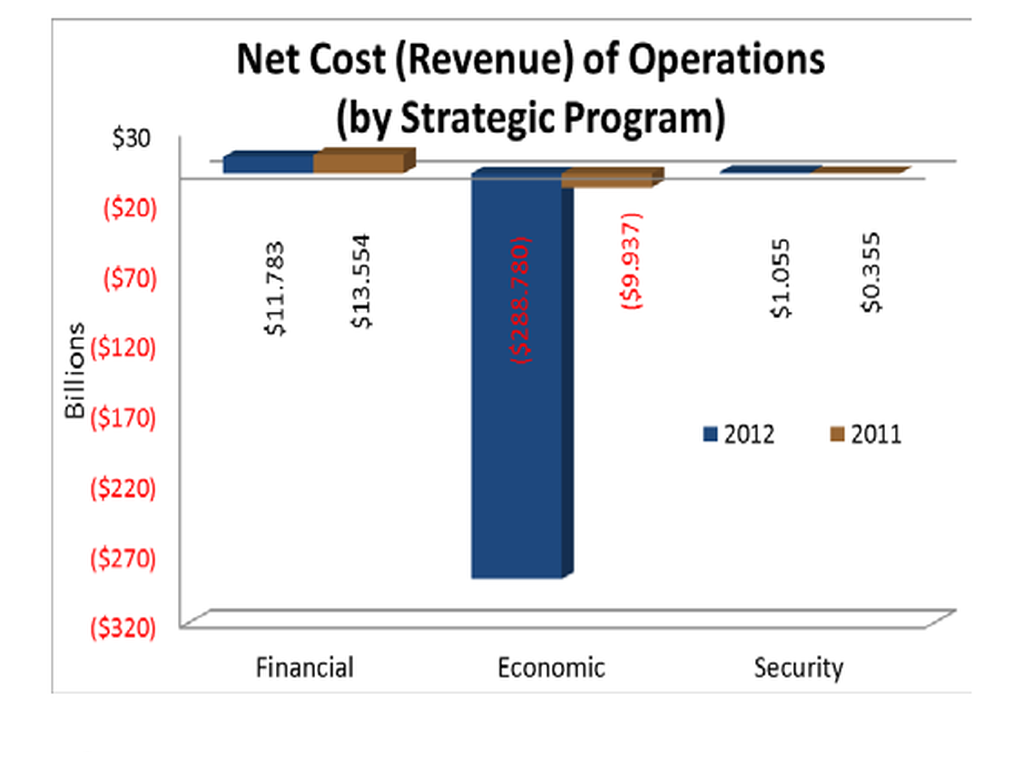 Net Cost (Revenue) of Operations
(by Strategic Program)
$30
($20)
($70)
($120)
($170)
($220)
($270)
($320)
Billions
$11.783
$13.554
($288.780)
($9.937)
$1.055
$0.355
2012
2011
Financial
Economic
Security